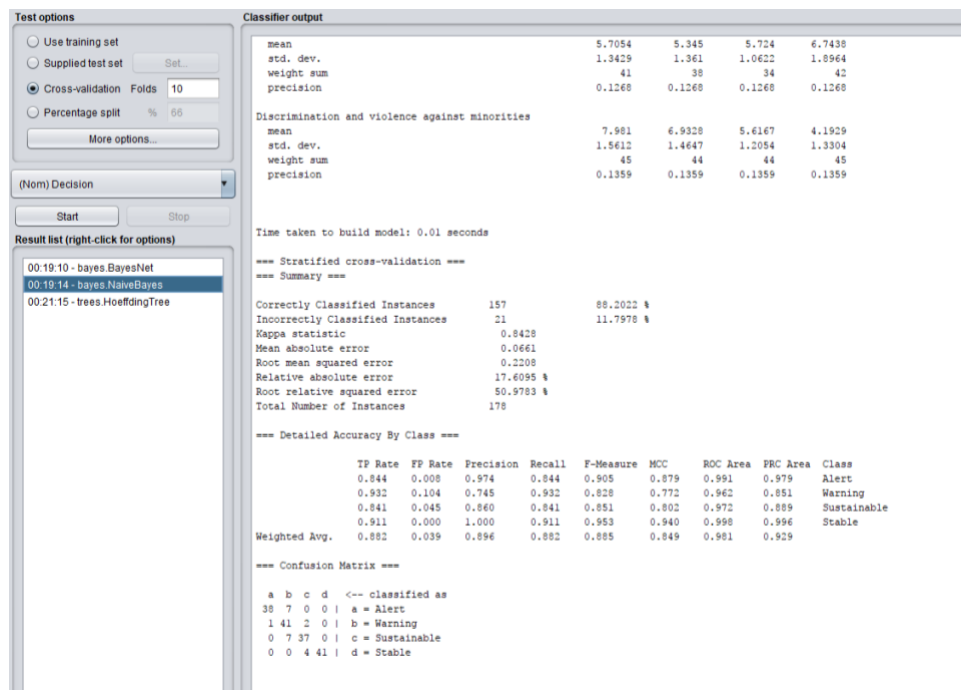 Test options
Use training set
Supplied test set Set...
Cross-validation Folds 10
Percentage split % 66
More options...
(Nom) Decision
Start Stop
Result list (right-click for options)
00:19:10 - bayes.BayesNet
00:19:14 - bayes.NaiveBayes
00:21:15 - trees.HoeffdingTree
Classifier output
mean 5.7054 5.345 5.724 6.7438
std. dev. 1.3429 1.361 1.0622 1.8964
weight sum 41 38 34 42
precision 0.1268 0.1268 0.1268 0.1268
Discrimination and violence against minorities
mean 7.981 6.9328 5.6167 4.1929
std. dev. 1.5612 1.4647 1.2054 1.3304
weight sum 45 44 44 45
precision 0.1359 0.1359 0.1359 0.1359
Time taken to build model: 0.01 seconds
=== Stratified cross-validation ===
=== Summary ===
Correctly Classified Instances 157 88.2022 %
Incorrectly Classified Instances 21 11.7978 %
Kappa statistic 0.8428
Mean absolute error 0.0661
Root mean squared error 0.2208
Relative absolute error 17.6095 %
Root relative squared error 50.9783 %
Total Number of Instances 178
=== Detailed Accuracy By Class ===
TP Rate FP Rate Precision Recall F-Measure MCC ROC Area PRC Area Class
0.844 0.008 0.974 0.844 0.905 0.879 0.991 0.979 Alert
0.932 0.104 0.745 0.932 0.828 0.772 0.962 0.851 Warning
0.841 0.045 0.860 0.841 0.851 0.802 0.972 0.889 Sustainable
0.911 0.000 1.000 0.911 0.953 0.940 0.998 0.996 Stable
Weighted Avg. 0.882 0.039 0.896 0.882 0.885 0.849 0.981 0.929
=== Confusion Matrix ===
a b c d <-- classified as
38 7 0 0 | a = Alert
1 41 2 0 | b = Warning
0 7 37 0 | c = Sustainable
0 0 4 41 | d = Stable